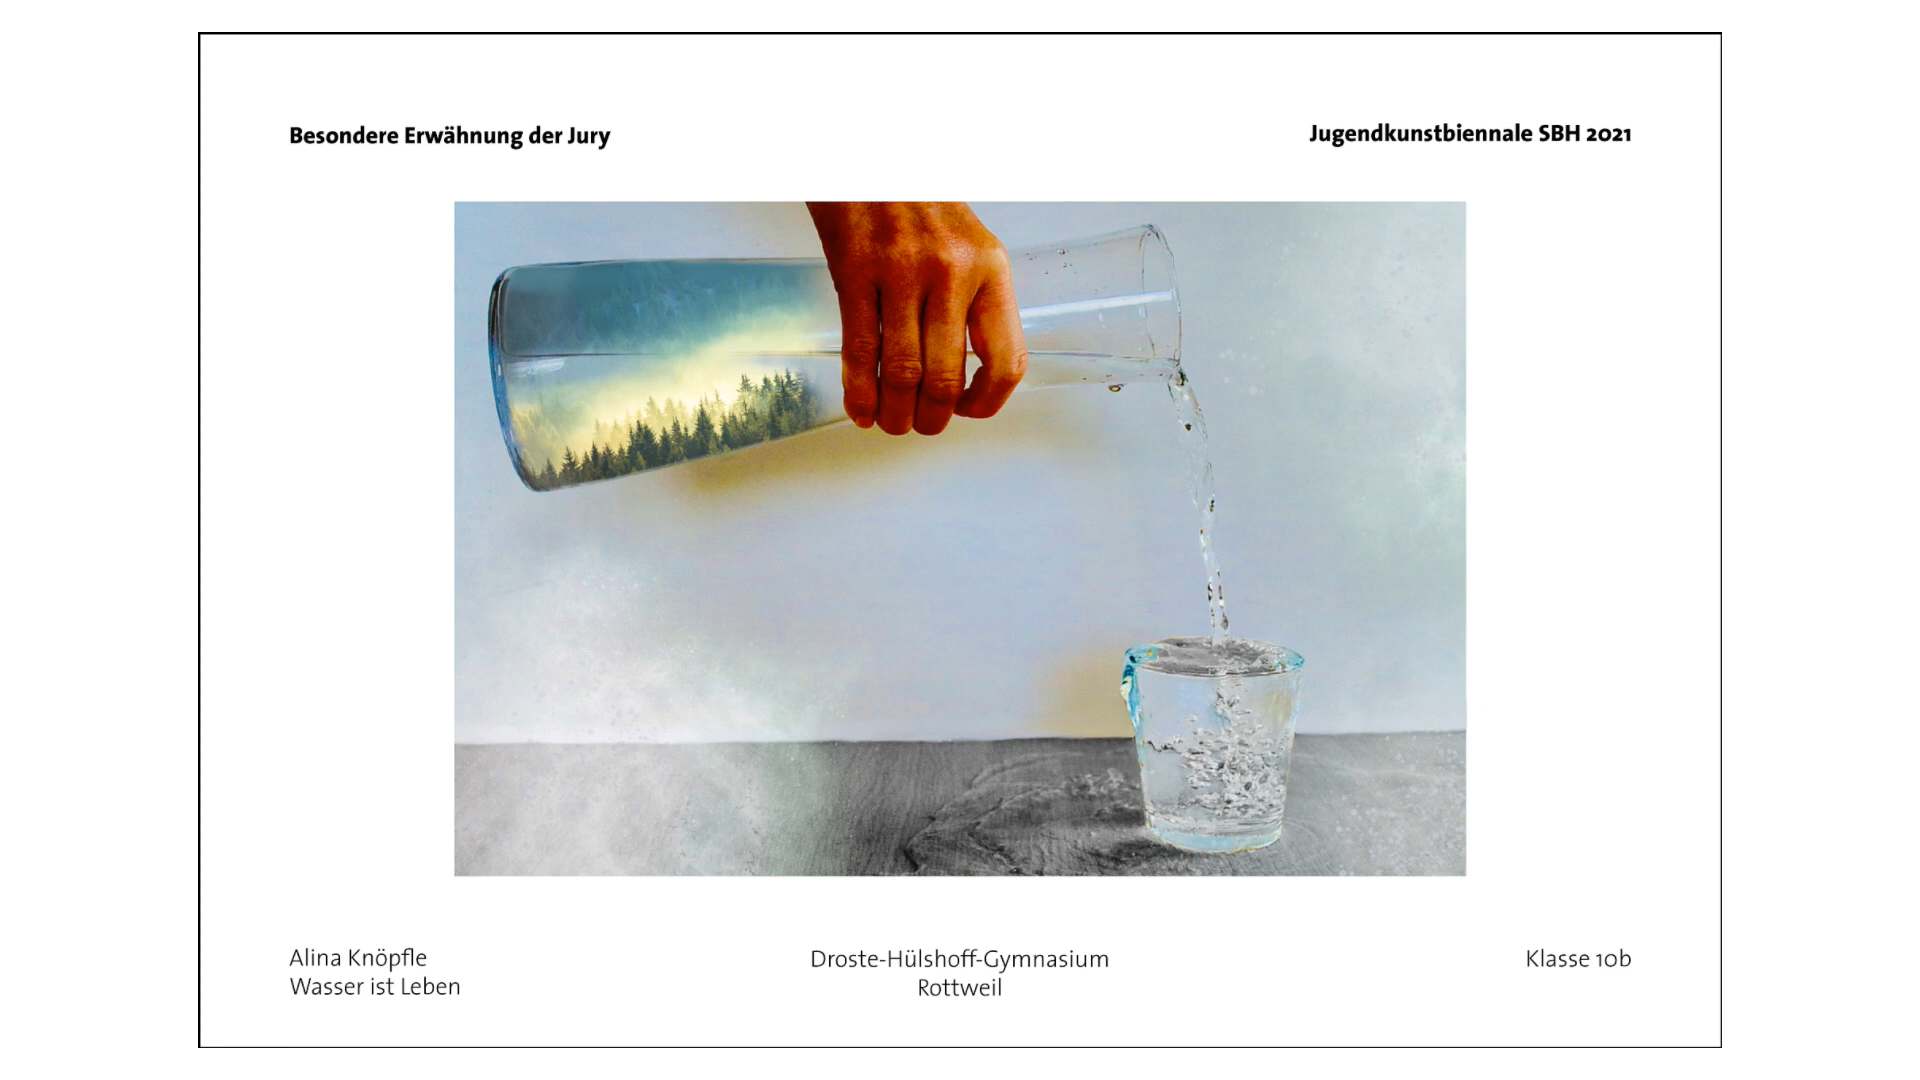 Besondere Erwähnung der Jury
Jugendkunstbiennale SBH 2021
Alina Knöpfle
Wasser ist Leben
Droste-Hülshoff-Gymnasium
Rottweil
Klasse 10b